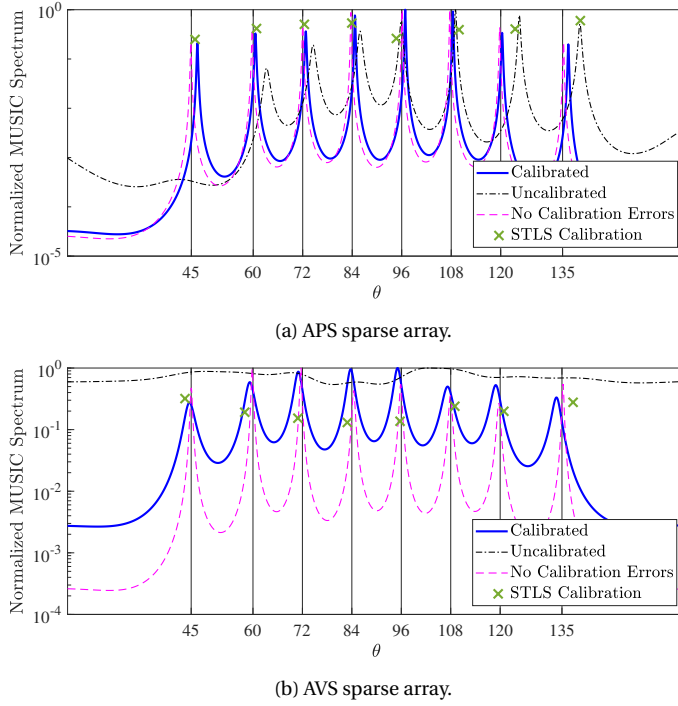 Normalized MUSIC Spectrum
10^0
10^-5
45 60 72 84 96 108 120 135
θ
Calibrated
Uncalibrated
No Calibration Errors
STLS Calibration
(a) APS sparse array.
Normalized MUSIC Spectrum
10^0
10^-1
10^-2
10^-3
10^-4
45 60 72 84 96 108 120 135
θ
Calibrated
Uncalibrated
No Calibration Errors
STLS Calibration
(b) AVS sparse array.